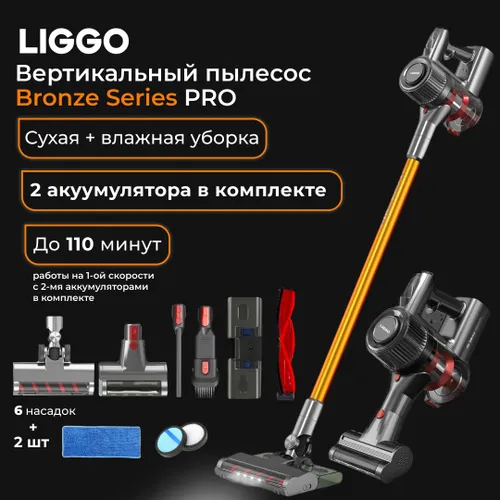 LIGGO
Вертикальный пылесос
Bronze Series PRO
Сухая + влажная уборка
2 акуумулятора в комплекте
До 110 минут
работы на 1-ой скорости
с 2-мя аккумуляторами
в комплекте
6 насадок
+
2 шт
LIGGO
LIGGO